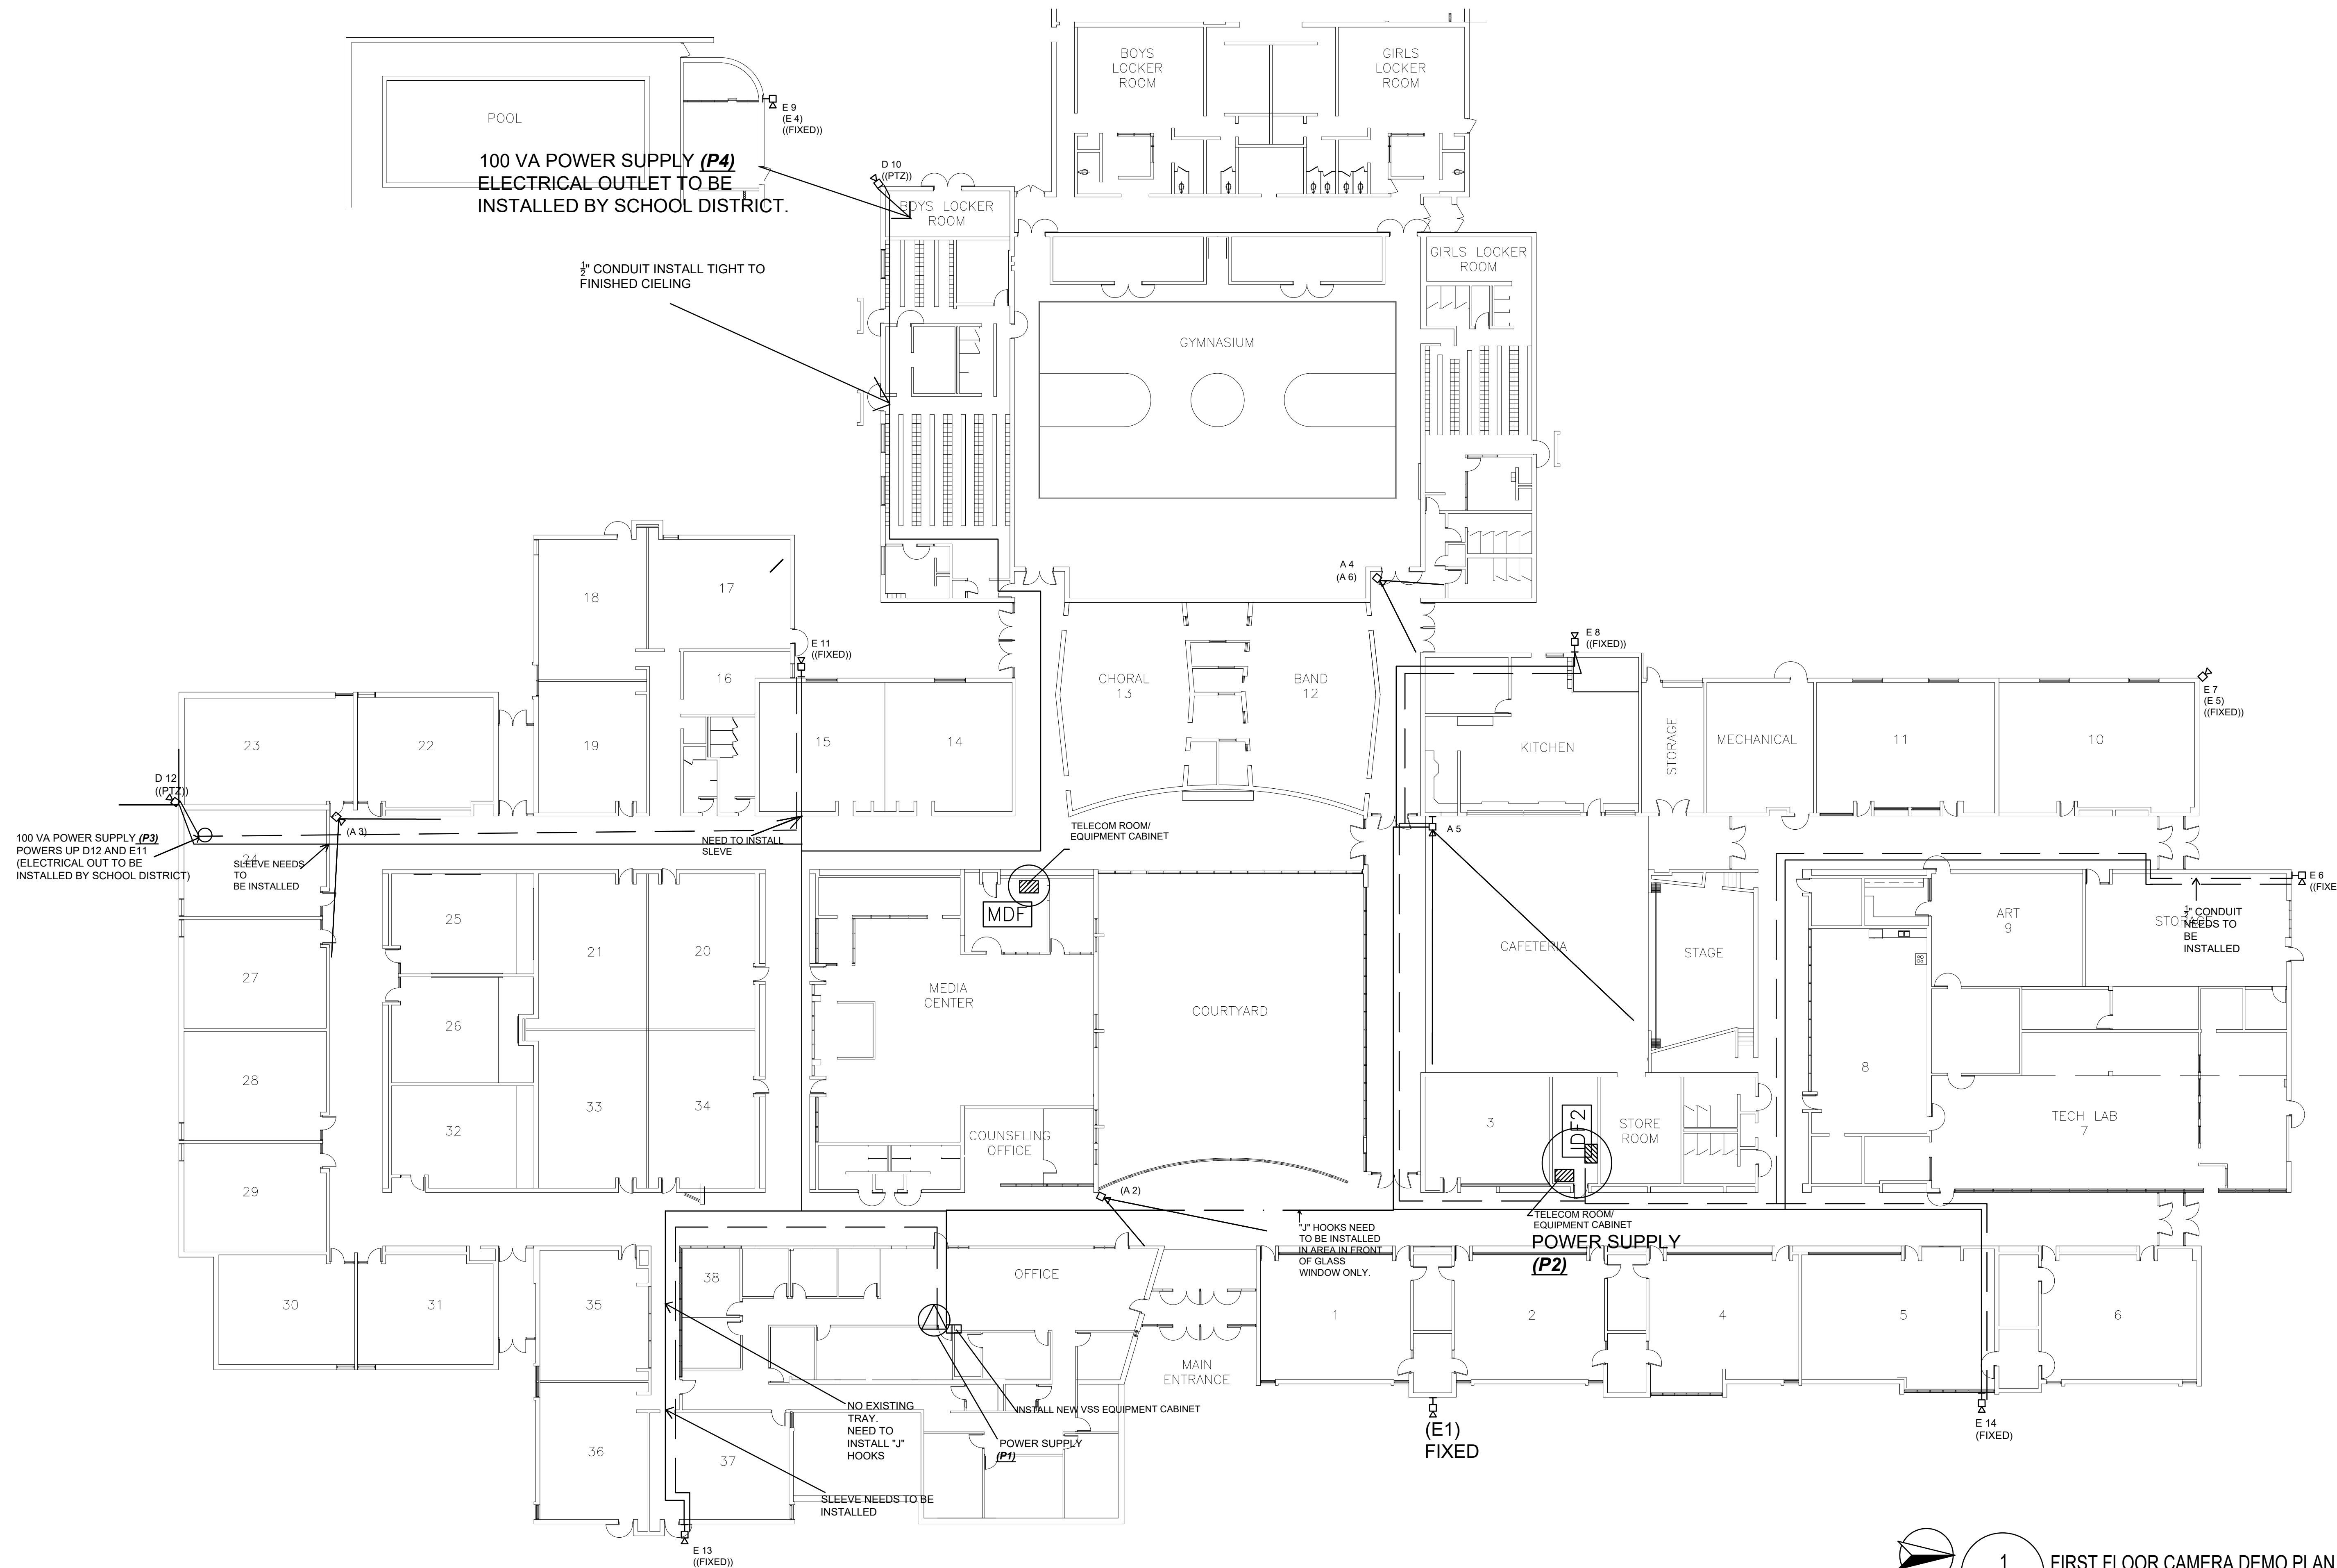 BOYS
LOCKER
ROOM
GIRLS
LOCKER
ROOM
POOL
E 9
(E 4)
((FIXED))
100 VA POWER SUPPLY (P4)
ELECTRICAL OUTLET TO BE
INSTALLED BY SCHOOL DISTRICT.
D 10
((PTZ))
BOYS LOCKER
ROOM
GIRLS LOCKER
ROOM
½" CONDUIT INSTALL TIGHT TO
FINISHED CIELING
GYMNASIUM
A 4
(A 6)
18
17
E 11
((FIXED))
16
E 8
((FIXED))
CHORAL
13
BAND
12
E 7
(E 5)
((FIXED))
23
22
19
15
14
KITCHEN
STORAGE
MECHANICAL
11
10
D 12
((PTZ))
(A 3)
100 VA POWER SUPPLY (P3)
POWERS UP D12 AND E11
(ELECTRICAL OUT TO BE
INSTALLED BY SCHOOL DISTRICT)
24
SLEEVE NEEDS
TO
BE INSTALLED
NEED TO INSTALL
SLEVE
TELECOM ROOM/
EQUIPMENT CABINET
A 5
MDF
E 6
((FIXE
25
21
20
ART
9
STORAGE
½" CONDUIT
NEEDS TO
BE
INSTALLED
CAFETERIA
STAGE
27
26
MEDIA
CENTER
COURTYARD
28
33
34
8
32
COUNSELING
OFFICE
3
IDF2
STORE
ROOM
TECH LAB
7
29
(A 2)
"J" HOOKS NEED
TO BE INSTALLED
IN AREA IN FRONT
OF GLASS
WINDOW ONLY.
TELECOM ROOM/
EQUIPMENT CABINET
POWER SUPPLY
(P2)
30
31
35
38
OFFICE
1
2
4
5
6
MAIN
ENTRANCE
NO EXISTING
TRAY.
NEED TO
INSTALL "J"
HOOKS
INSTALL NEW VSS EQUIPMENT CABINET
(E1)
FIXED
E 14
(FIXED)
36
37
POWER SUPPLY
(P1)
SLEEVE NEEDS TO BE
INSTALLED
E 13
((FIXED))
1
FIRST FLOOR CAMERA DEMO PLAN